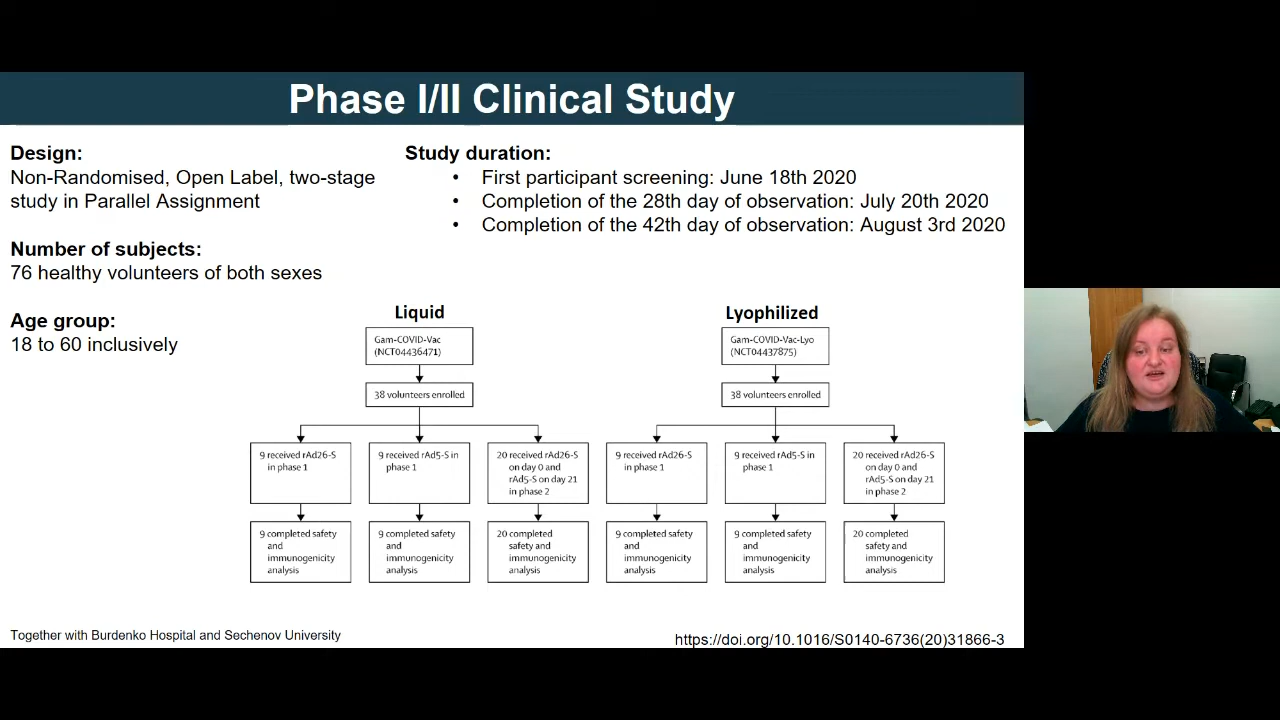 Phase I/II Clinical Study
Design:
Non-Randomised, Open Label, two-stage
study in Parallel Assignment
Number of subjects:
76 healthy volunteers of both sexes
Age group:
18 to 60 inclusively
Study duration:
• First participant screening: June 18th 2020
• Completion of the 28th day of observation: July 20th 2020
• Completion of the 42th day of observation: August 3rd 2020
Liquid
Gam-COVID-Vac
(NCT04436471)
38 volunteers enrolled
9 received rAd26-S
in phase 1
9 received rAd5-S in
phase 1
20 received rAd26-S
on day 0 and
rAd5-S on day 21
in phase 2
9 completed safety
and
immunogenicity
analysis
9 completed safety
and
immunogenicity
analysis
20 completed
safety and
immunogenicity
analysis
Lyophilized
Gam-COVID-Vac-Lyo
(NCT04437875)
38 volunteers enrolled
9 received rAd26-S
in phase 1
9 received rAd5-S in
phase 1
20 received rAd26-S
on day 0 and
rAd5-S on day 21
in phase 2
9 completed safety
and
immunogenicity
analysis
9 completed safety
and
immunogenicity
analysis
20 completed
safety and
immunogenicity
analysis
Together with Burdenko Hospital and Sechenov University
https://doi.org/10.1016/S0140-6736(20)31866-3